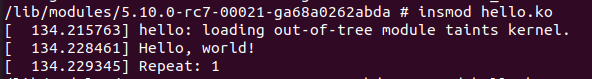 /lib/modules/5.10.0-rc7-00021-ga68a0262abda # insmod hello.ko
[  134.215763] hello: loading out-of-tree module taints kernel.
[  134.228461] Hello, world!
[  134.229345] Repeat: 1